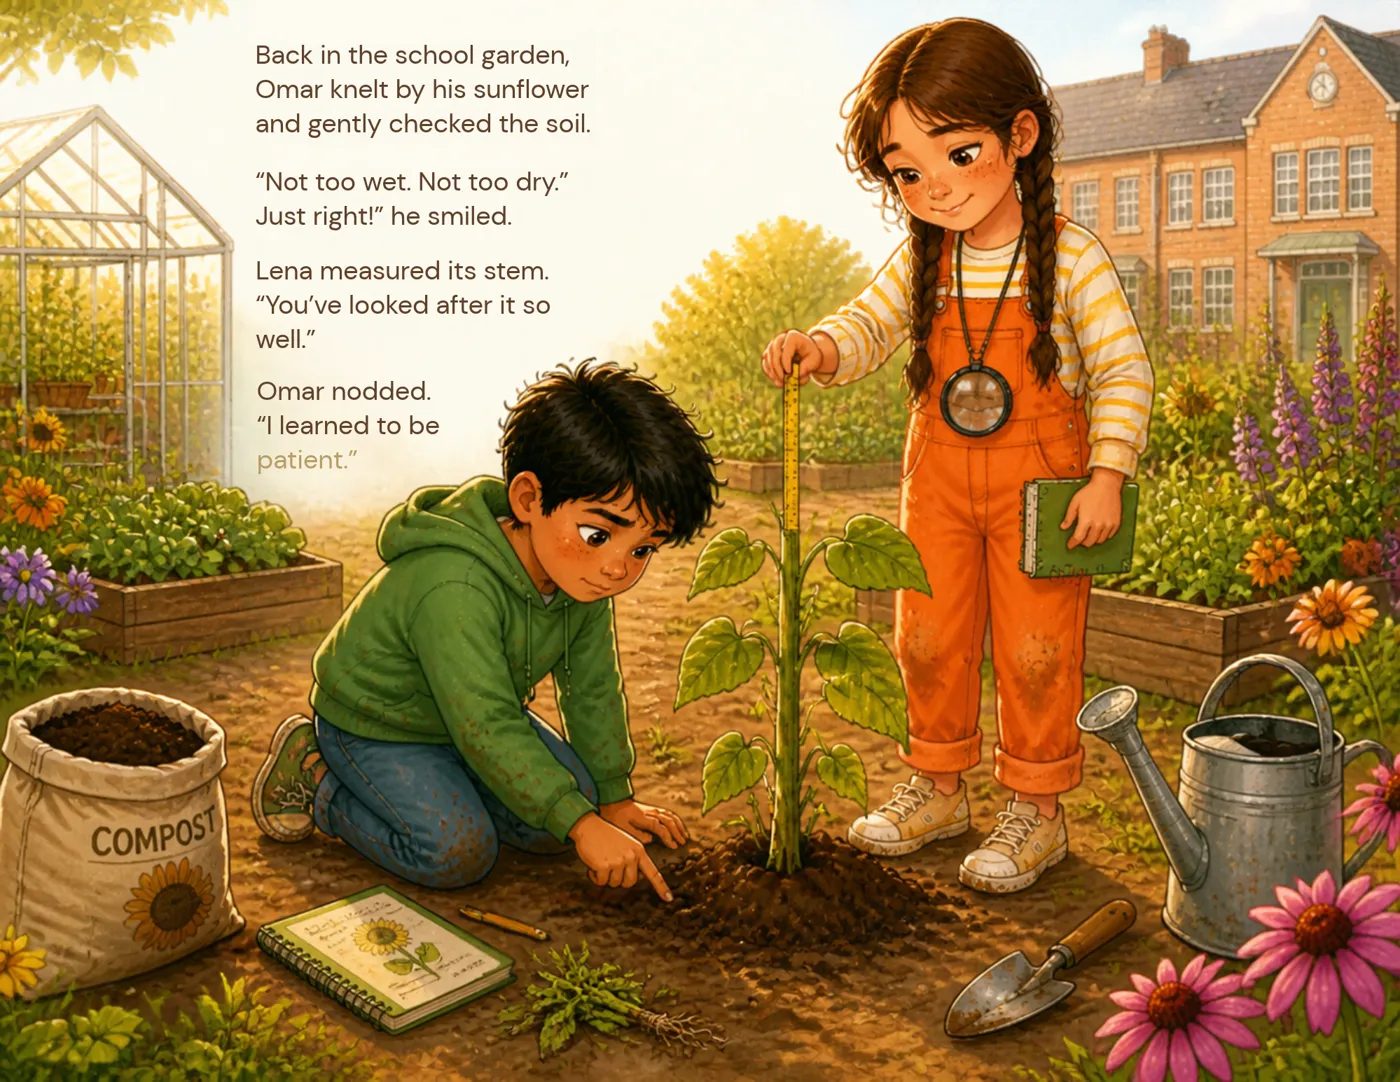 Back in the school garden,
Omar knelt by his sunflower
and gently checked the soil.
“Not too wet. Not too dry.”
Just right!” he smiled.
Lena measured its stem.
“You’ve looked after it so
well.”
Omar nodded.
“I learned to be
patient.”
COMPOST